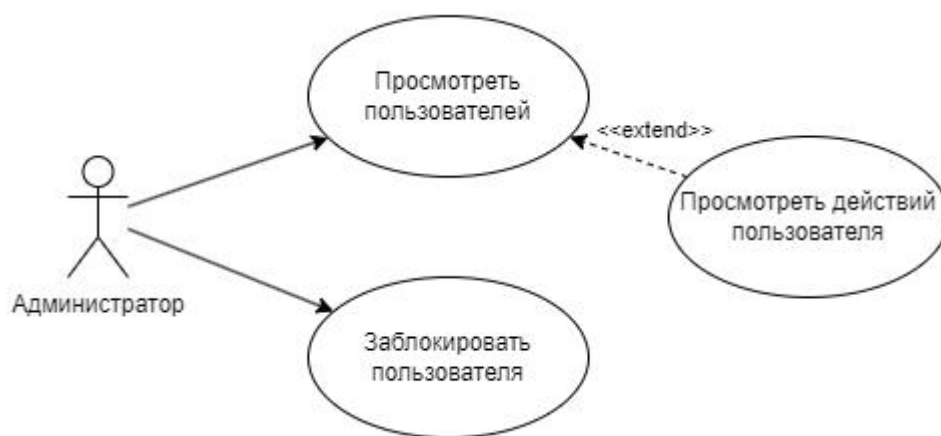 Просмотреть
пользователей
<<extend>>
Просмотреть действий
пользователя
Администратор
Заблокировать
пользователя